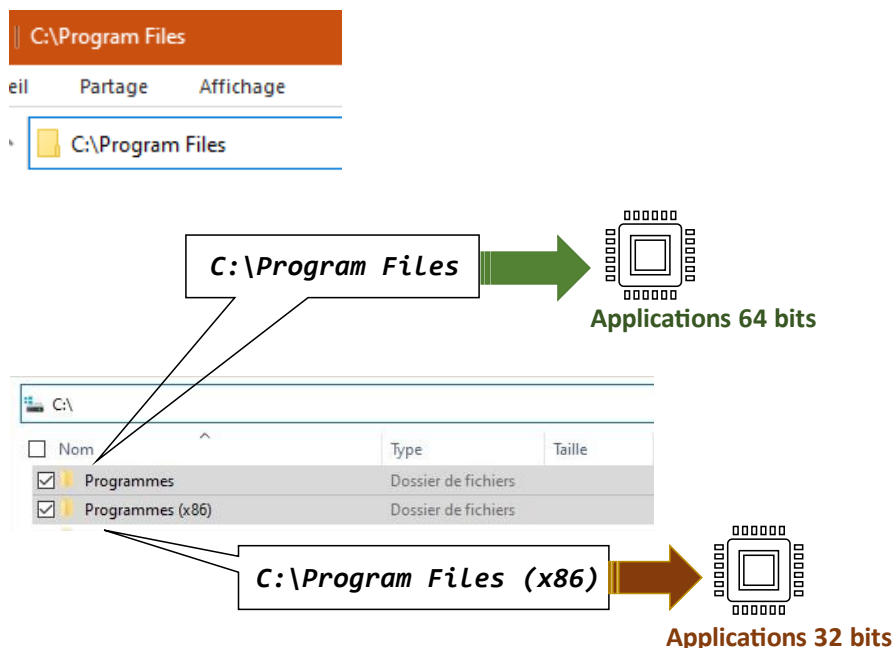 C:\Program Files
eil Partage Affichage
C:\Program Files
C:\Program Files
Applications 64 bits
C:\
Nom Type Taille
Programmes Dossier de fichiers
Programmes (x86) Dossier de fichiers
C:\Program Files (x86)
Applications 32 bits